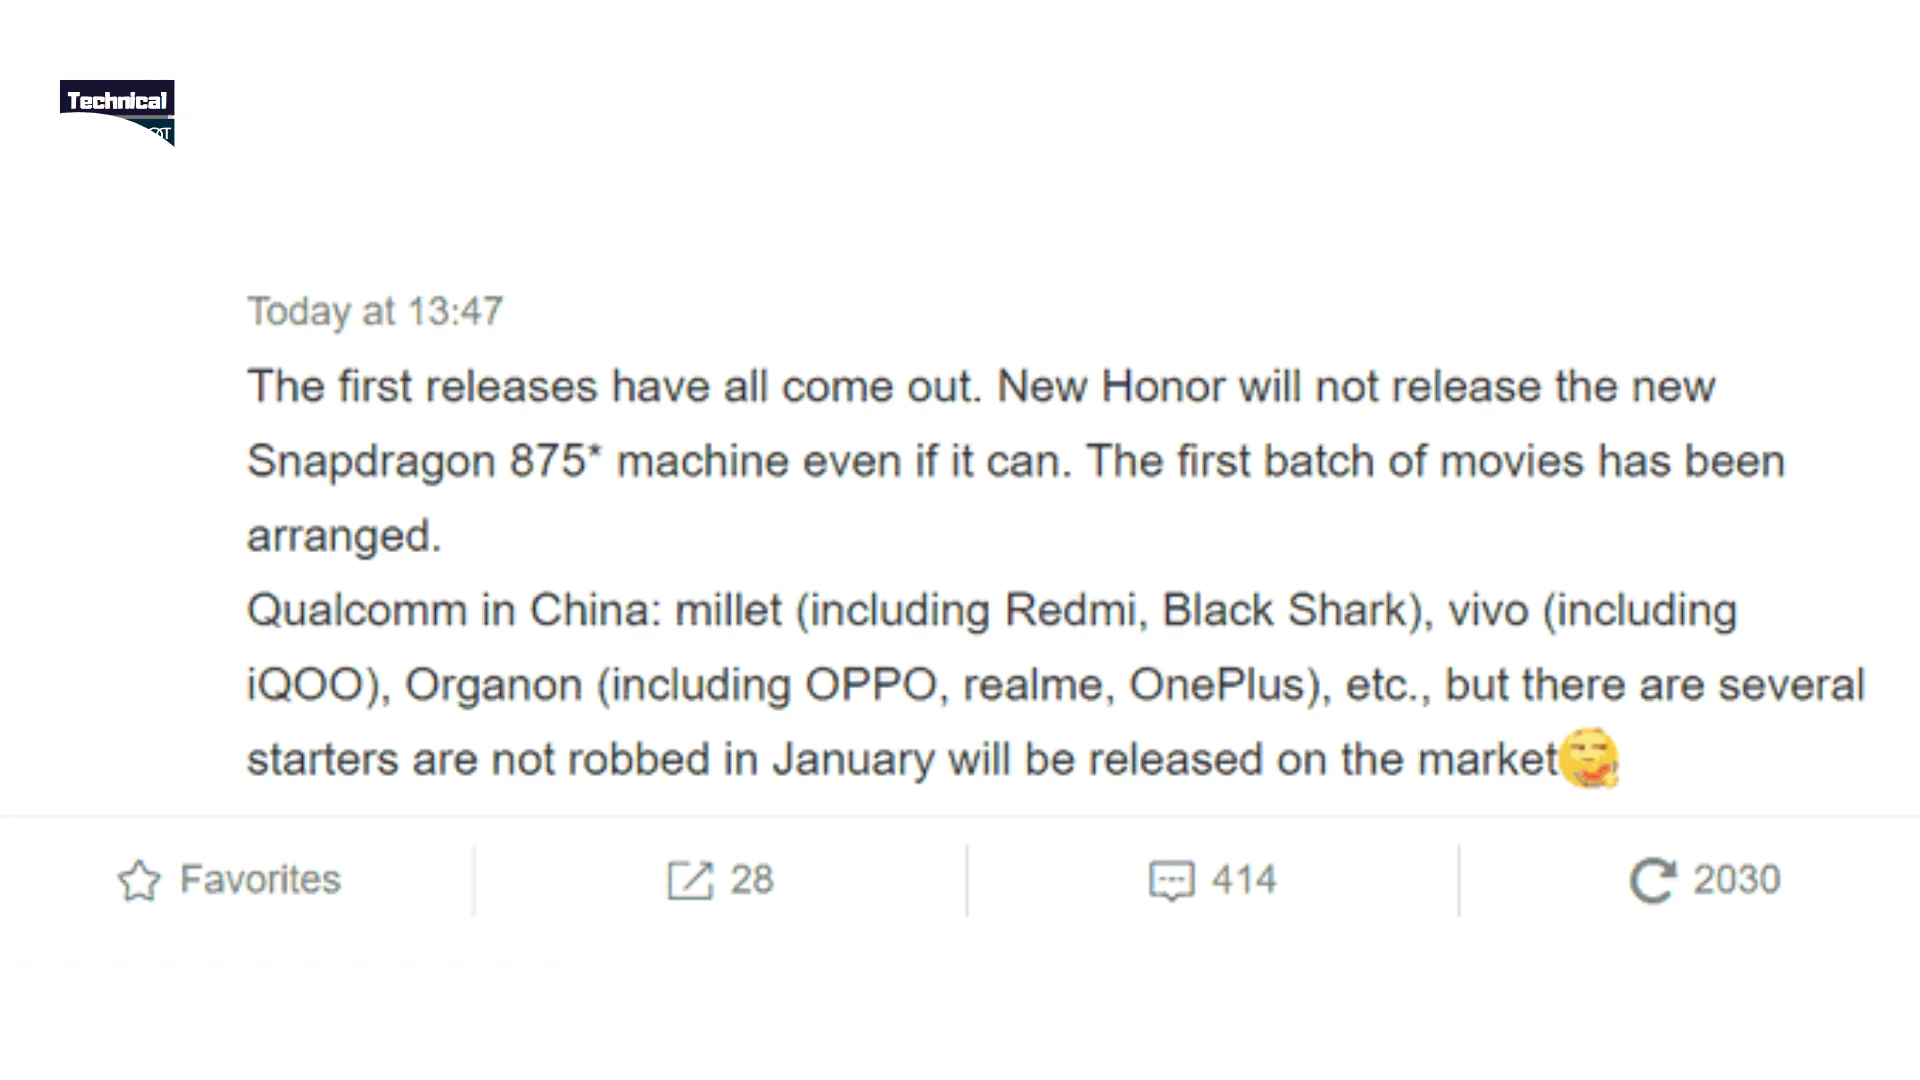 Technical
Today at 13:47
The first releases have all come out. New Honor will not release the new
Snapdragon 875* machine even if it can. The first batch of movies has been
arranged.
Qualcomm in China: millet (including Redmi, Black Shark), vivo (including
iQOO), Organon (including OPPO, realme, OnePlus), etc., but there are several
starters are not robbed in January will be released on the market
Favorites
28
414
2030